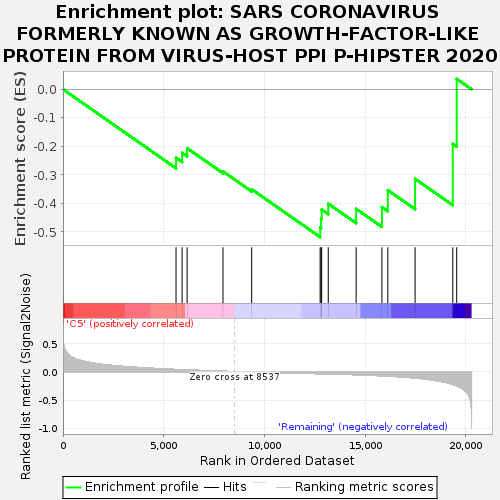 Enrichment plot: SARS CORONAVIRUS
FORMERLY KNOWN AS GROWTH-FACTOR-LIKE
PROTEIN FROM VIRUS-HOST PPI P-HIPSTER 2020
Enrichment score (ES)
0.0
-0.1
-0.2
-0.3
-0.4
-0.5
'C5' (positively correlated)
Ranked list metric (Signal2Noise)
0.5
0.0
-0.5
-1.0
Zero cross at 8537
'Remaining' (negatively correlated)
0 5,000 10,000 15,000 20,000
Rank in Ordered Dataset
Enrichment profile Hits Ranking metric scores